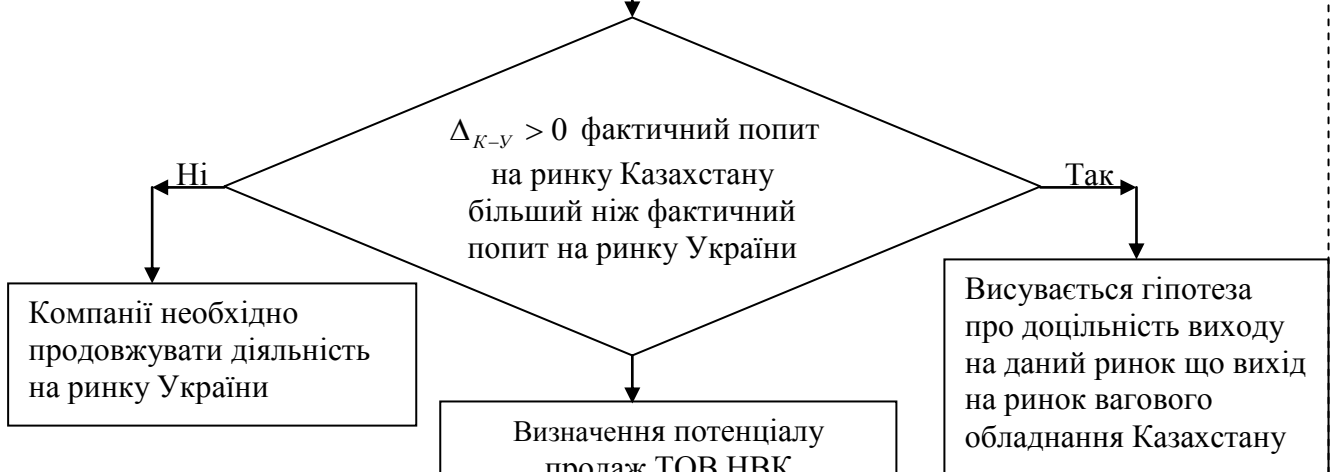 Δ К−У > 0 фактичний попит
на ринку Казахстану
більший ніж фактичний
попит на ринку України
Ні
Так
Компанії необхідно
продовжувати діяльність
на ринку України
Висувається гіпотеза
про доцільність виходу
на даний ринок що вихід
на ринок вагового
обладнання Казахстану
Визначення потенціалу
продаж ТОВ НВК